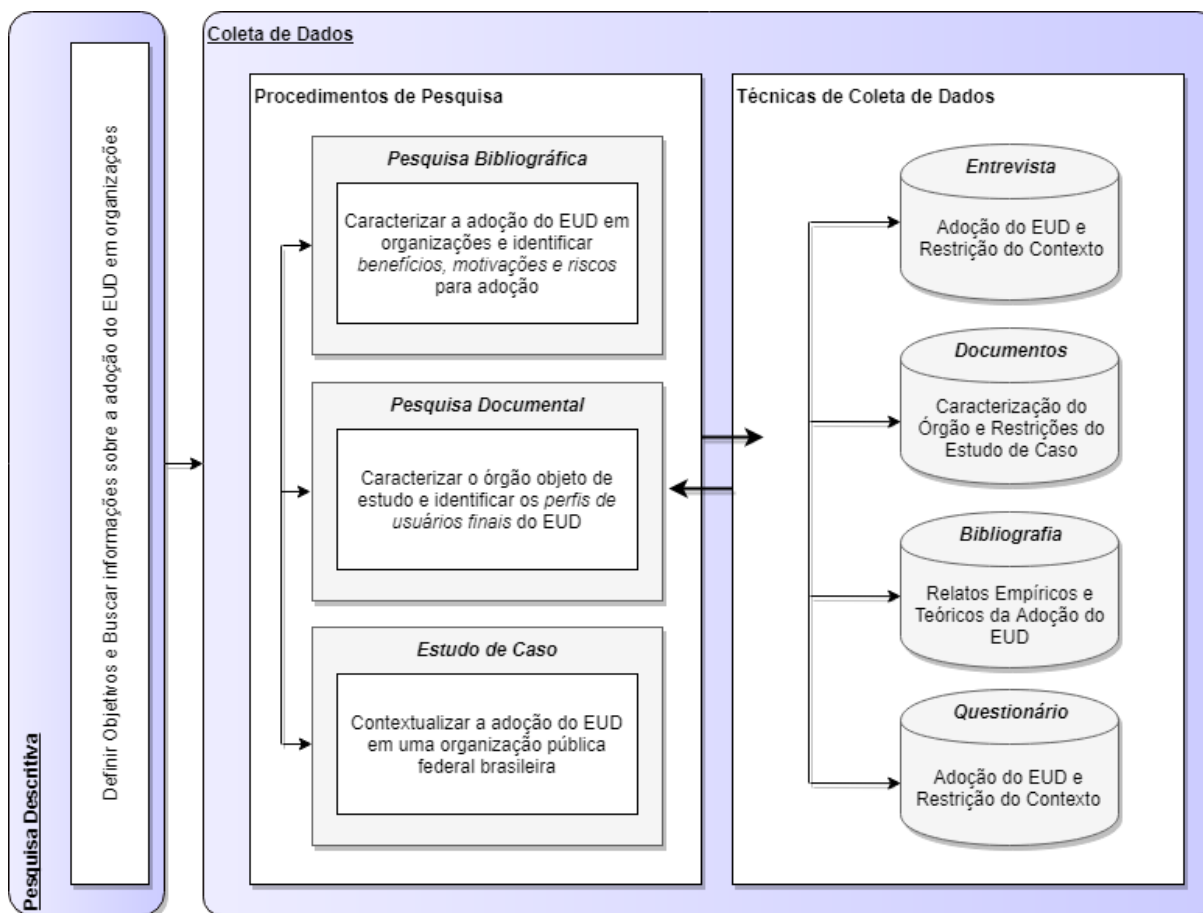 Pesquisa Descritiva
Definir Objetivos e Buscar informações sobre a adoção do EUD em organizações
Coleta de Dados
Procedimentos de Pesquisa
Pesquisa Bibliográfica
Caracterizar a adoção do EUD em
organizações e identificar
benefícios, motivações e riscos
para adoção
Pesquisa Documental
Caracterizar o órgão objeto de
estudo e identificar os perfis de
usuários finais do EUD
Estudo de Caso
Contextualizar a adoção do EUD
em uma organização pública
federal brasileira
Técnicas de Coleta de Dados
Entrevista
Adoção do EUD e
Restrição do Contexto
Documentos
Caracterização do
Órgão e Restrições do
Estudo de Caso
Bibliografia
Relatos Empíricos e
Teóricos da Adoção do
EUD
Questionário
Adoção do EUD e
Restrição do Contexto